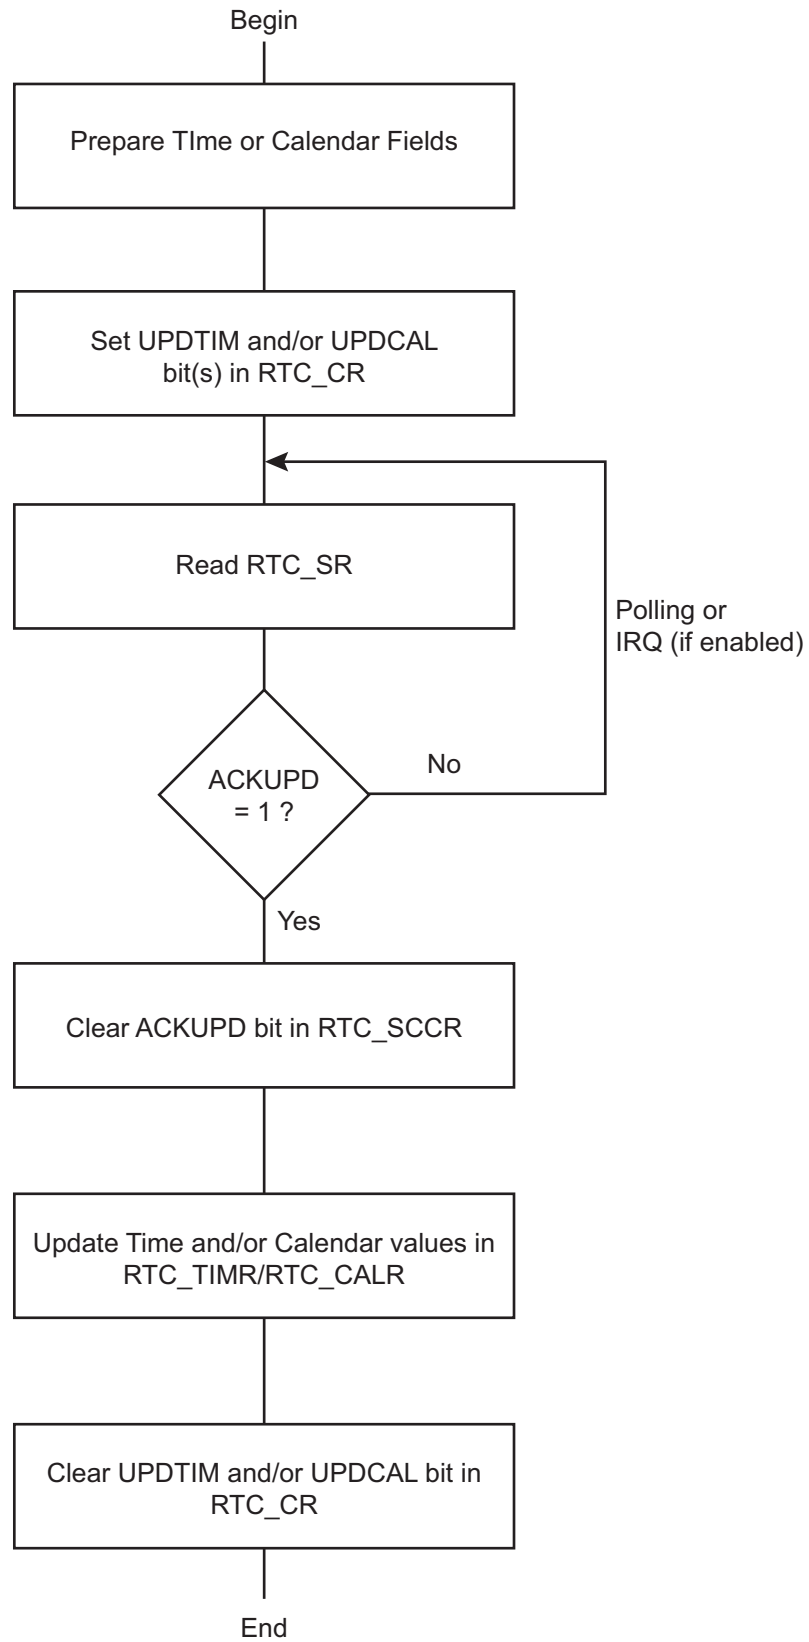 Begin
Prepare TIme or Calendar Fields
Set UPDTIM and/or UPDCAL
bit(s) in RTC_CR
Read RTC_SR
Polling or
IRQ (if enabled)
ACKUPD
= 1 ?
No
Yes
Clear ACKUPD bit in RTC_SCCR
Update Time and/or Calendar values in
RTC_TIMR/RTC_CALR
Clear UPDTIM and/or UPDCAL bit in
RTC_CR
End